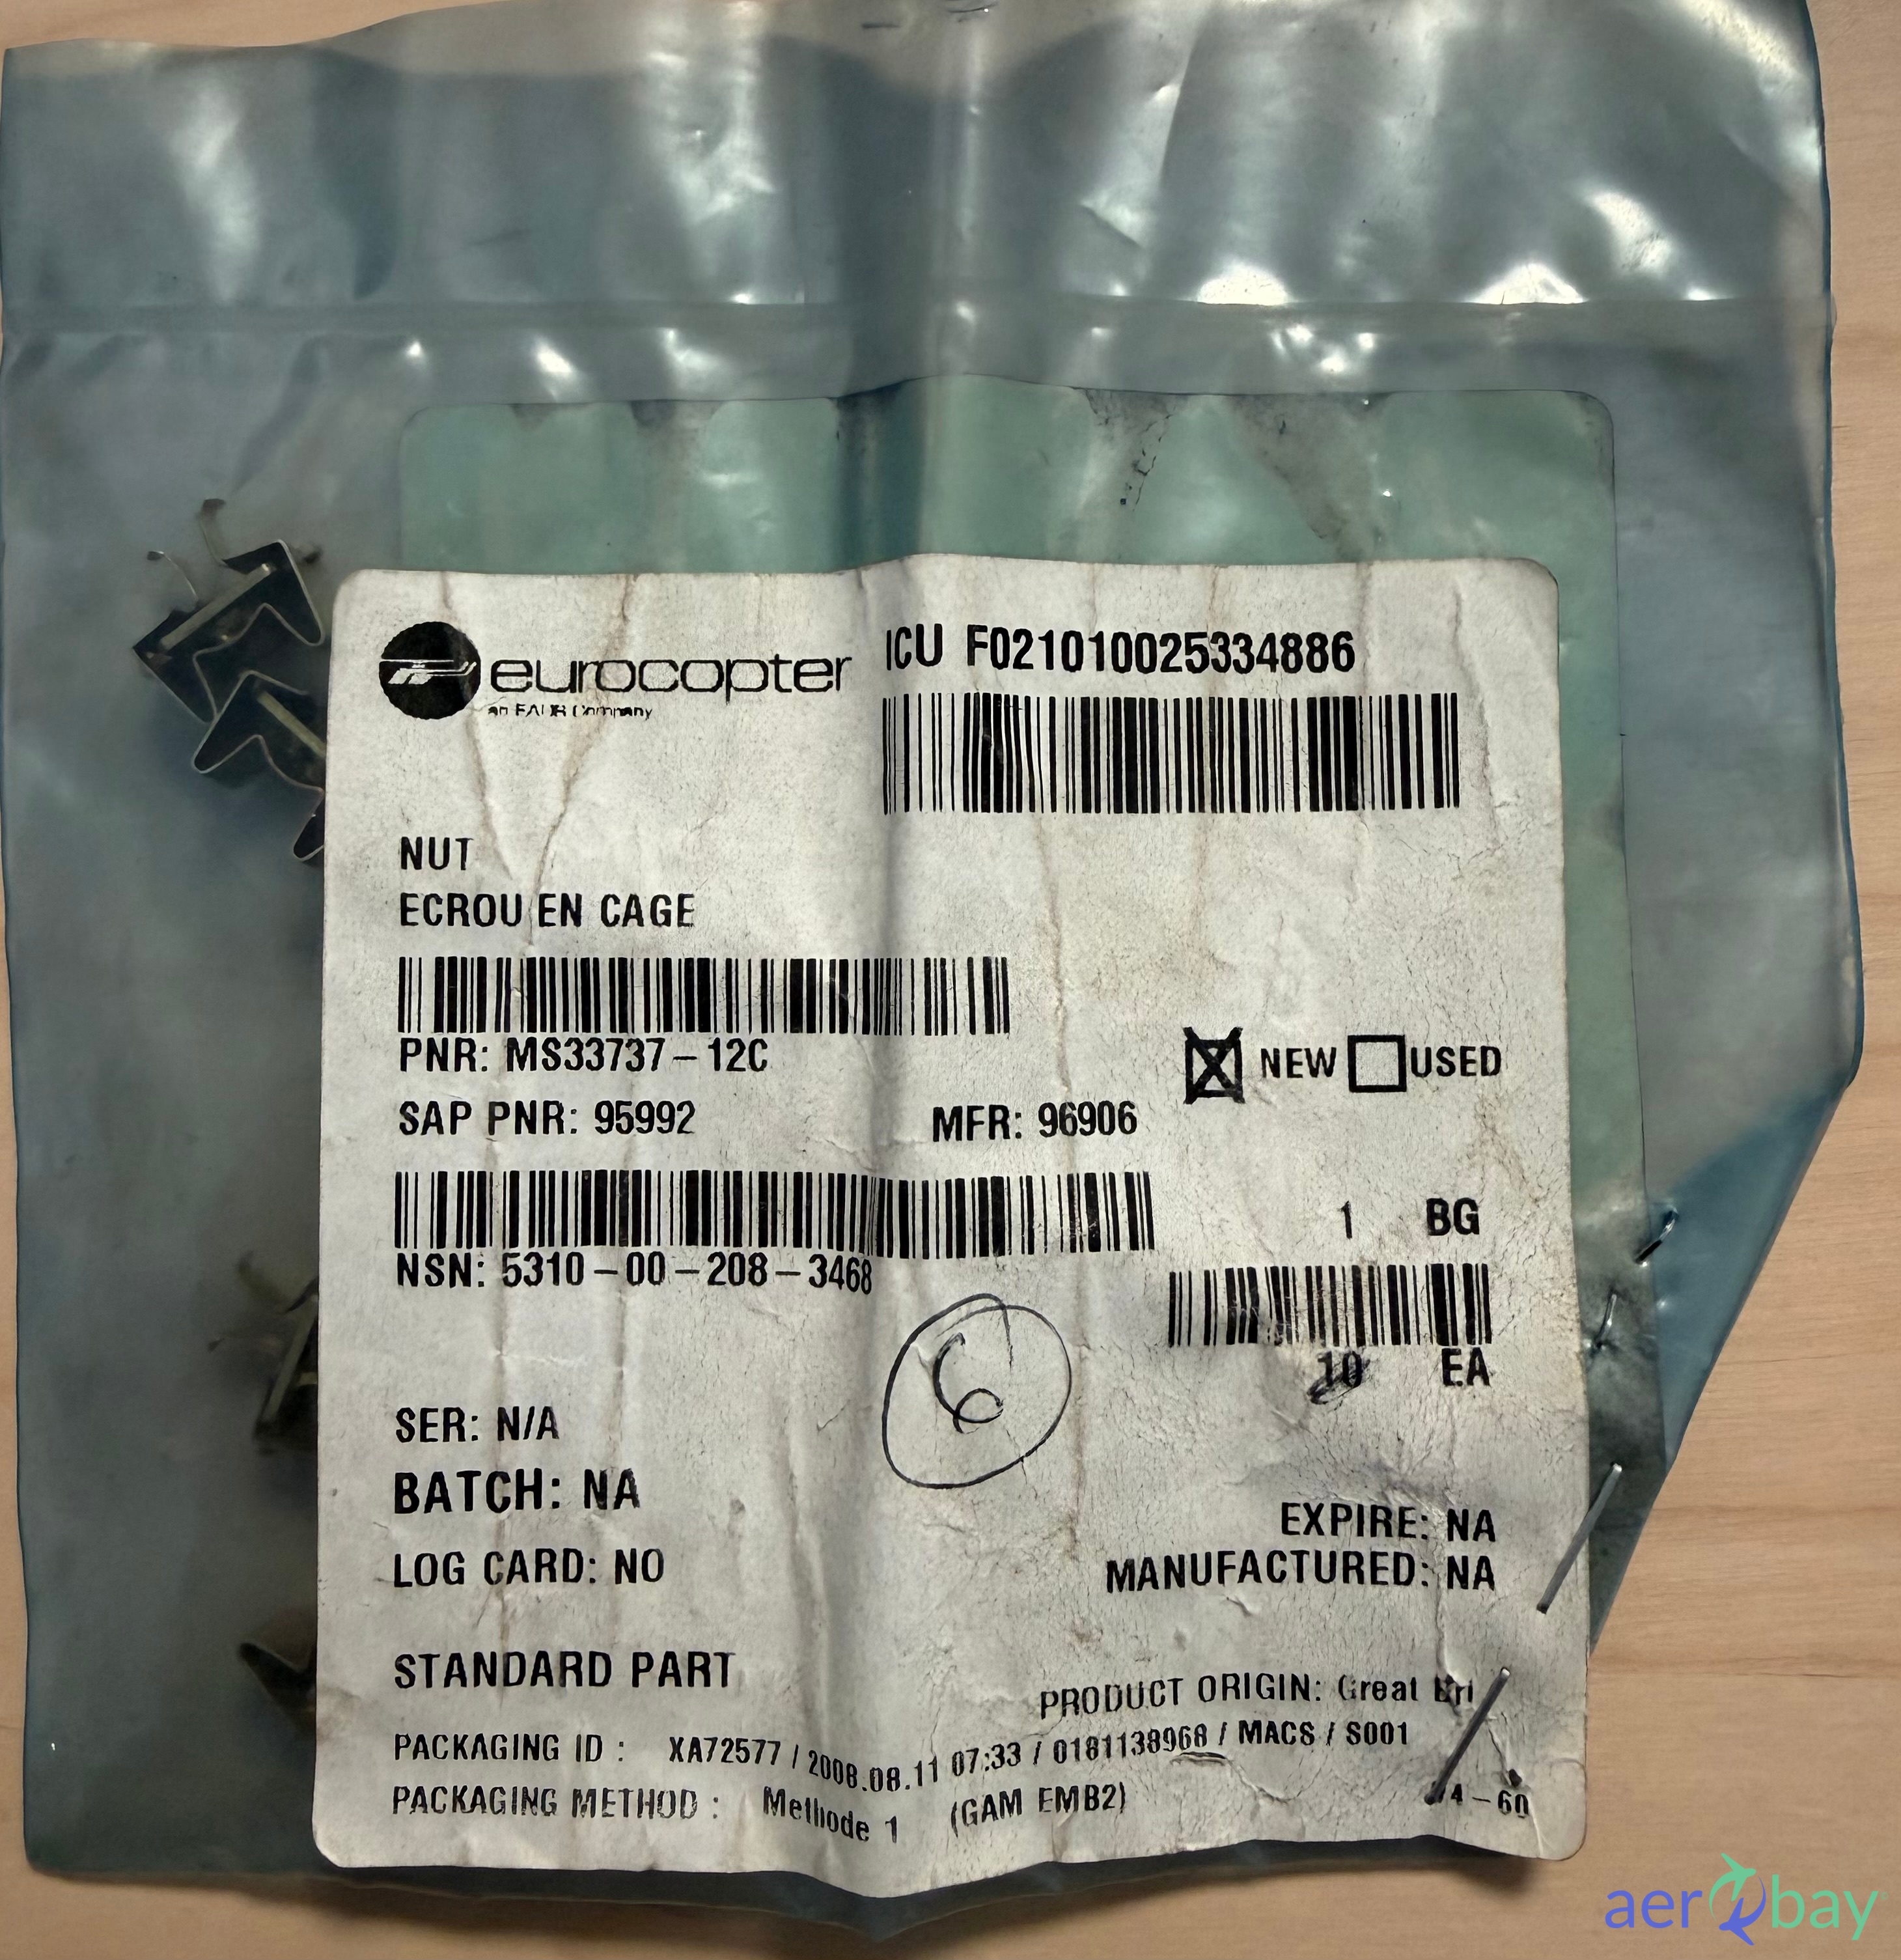 eurocopter
ICU F021010025334886
NUT
ECROU EN CAGE
PNR: MS33737-12C
NEW USED
SAP PNR: 95992 MFR: 96906
1 BG
NSN: 5310-00-208-3468
10 EA
6
SER: N/A
BATCH: NA
EXPIRE: NA
LOG CARD: NO
MANUFACTURED: NA
STANDARD PART
PRODUCT ORIGIN: Great Bri
PACKAGING ID : XA72577 / 2008.08.11 07:33 / 0181138968 / MACS / S001
PACKAGING METHOD : Methode 1 (GAM EMB2)
4-60
aerobay